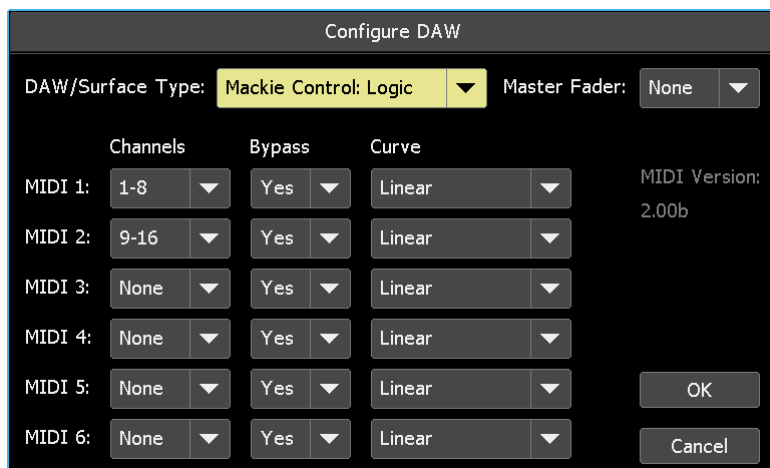 Configure DAW
DAW/Surface Type: Mackie Control: Logic Master Fader: None
Channels Bypass Curve
MIDI 1: 1-8 Yes Linear
MIDI Version:
2.00b
MIDI 2: 9-16 Yes Linear
MIDI 3: None Yes Linear
MIDI 4: None Yes Linear
MIDI 5: None Yes Linear
OK
MIDI 6: None Yes Linear
Cancel